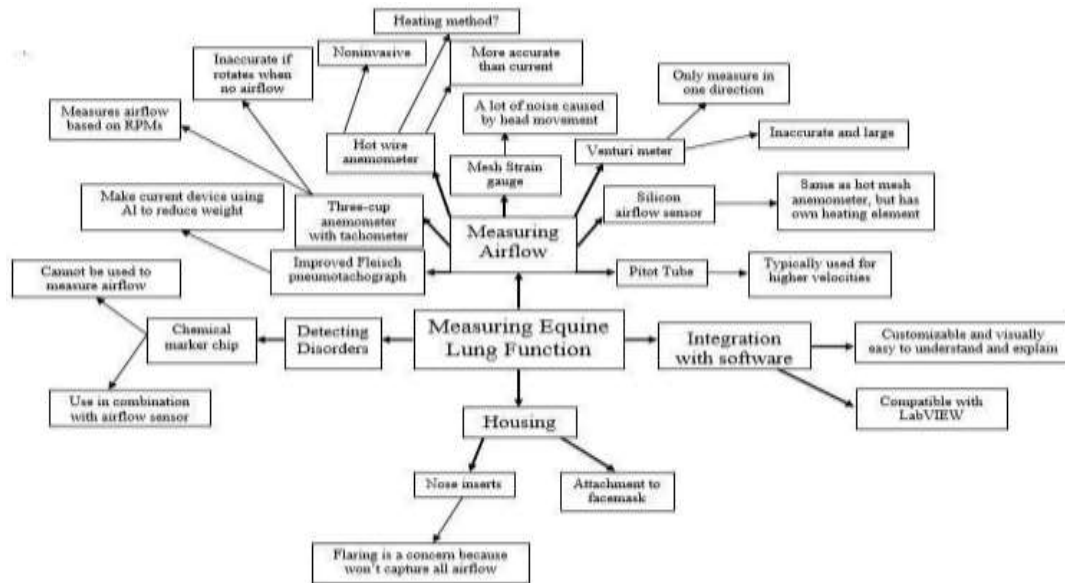 Heating method?
Noninvasive
More accurate
than current
Inaccurate if
rotates when
no airflow
Only measure in
one direction
Measures airflow
based on RPMs
A lot of noise caused
by head movement
Hot wire
anemometer
Venturi meter
Inaccurate and large
Mesh Strain
gauge
Make current device using
AI to reduce weight
Three-cup
anemometer
with tachometer
Measuring
Airflow
Silicon
airflow sensor
Same as hot mesh
anemometer, but has
own heating element
Improved Fleisch
pneumotachograph
Pitot Tube
Typically used for
higher velocities
Cannot be used to
measure airflow
Chemical
marker chip
Detecting
Disorders
Measuring Equine
Lung Function
Integration
with software
Customizable and visually
easy to understand and explain
Use in combination
with airflow sensor
Compatible with
LabVIEW
Housing
Nose inserts
Attachment to
facemask
Flaring is a concern because
won't capture all airflow